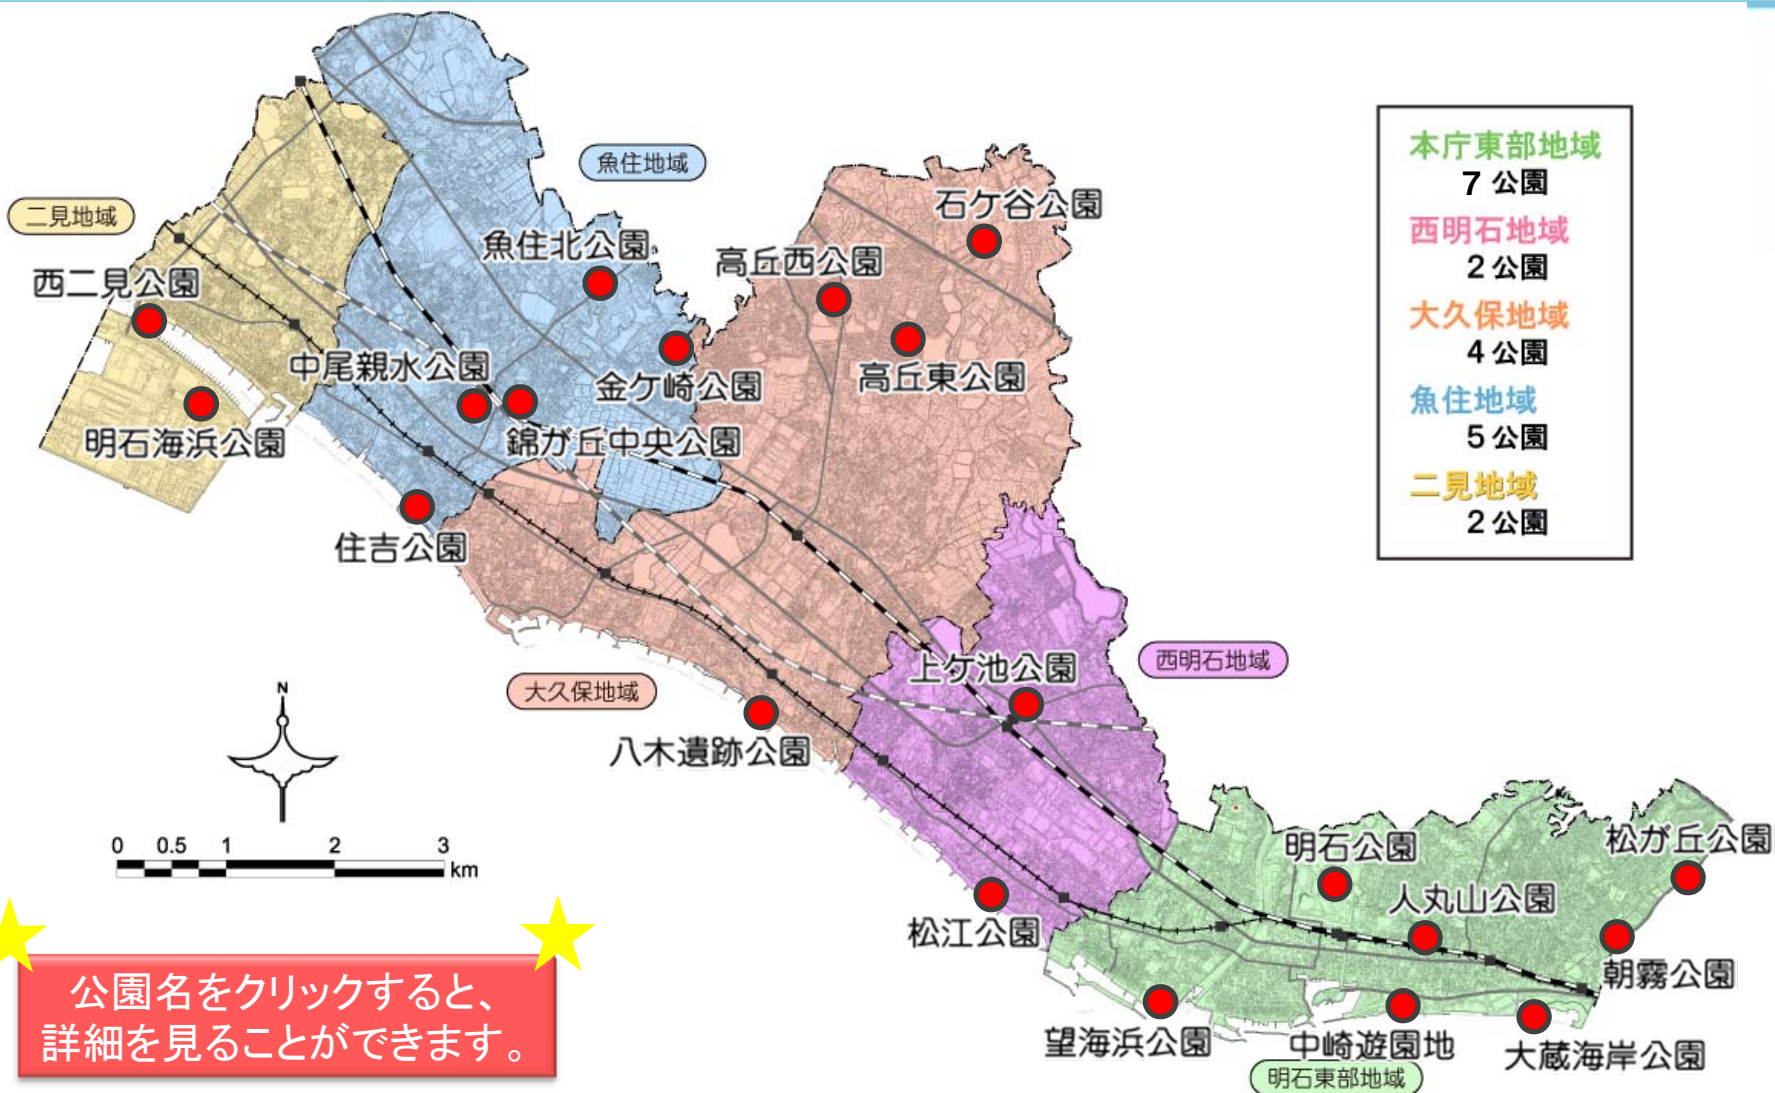 本庁東部地域
7 公園
西明石地域
2 公園
大久保地域
4 公園
魚住地域
5 公園
二見地域
2 公園
魚住地域
二見地域
石ケ谷公園
魚住北公園
高丘西公園
西二見公園
中尾親水公園
金ケ崎公園
高丘東公園
明石海浜公園
錦が丘中央公園
住吉公園
上ケ池公園
西明石地域
大久保地域
八木遺跡公園
N
0 0.5 1 2 3
km
明石公園
松が丘公園
人丸山公園
松江公園
朝霧公園
望海浜公園
中崎遊園地
大蔵海岸公園
明石東部地域
公園名をクリックすると、
詳細を見ることができます。